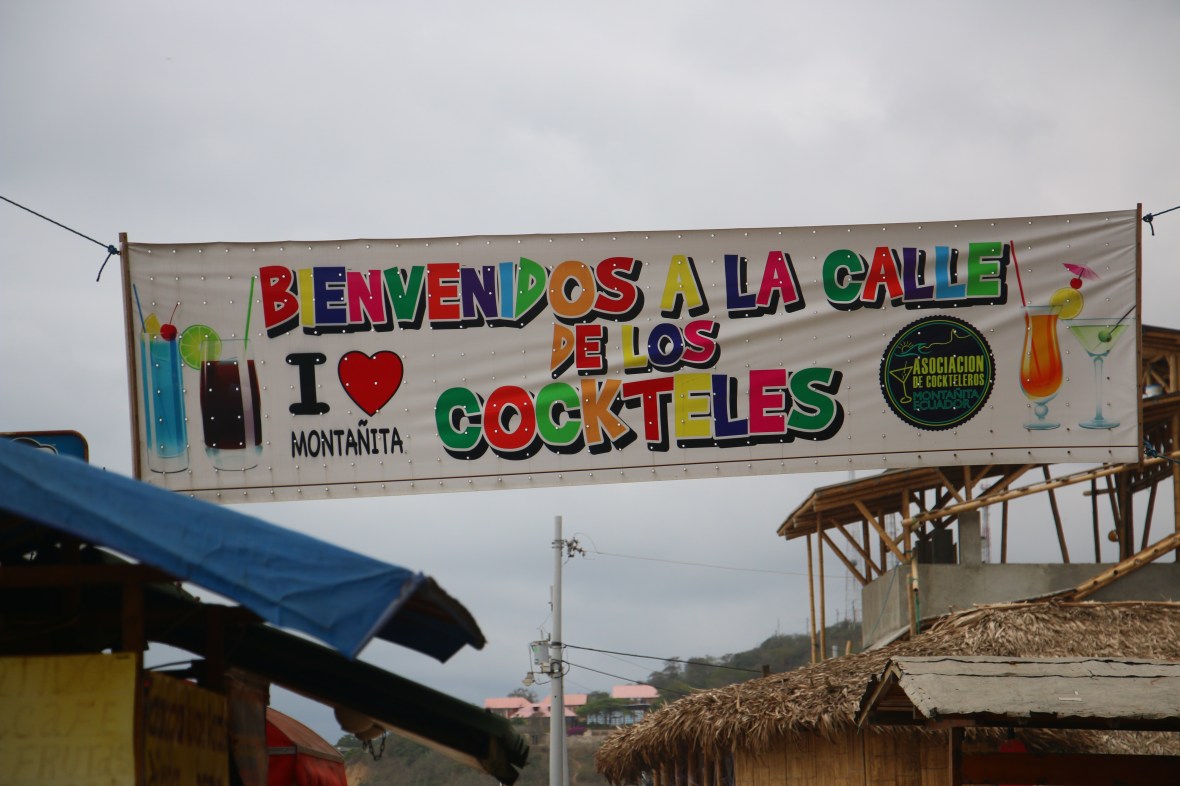 BIENVENIDOS A LA CALLE
DE LOS
COCKTELES
I ♥
MONTAÑITA
ASOCIACION
DE COCKTELEROS
MONTAÑITA
ECUADOR